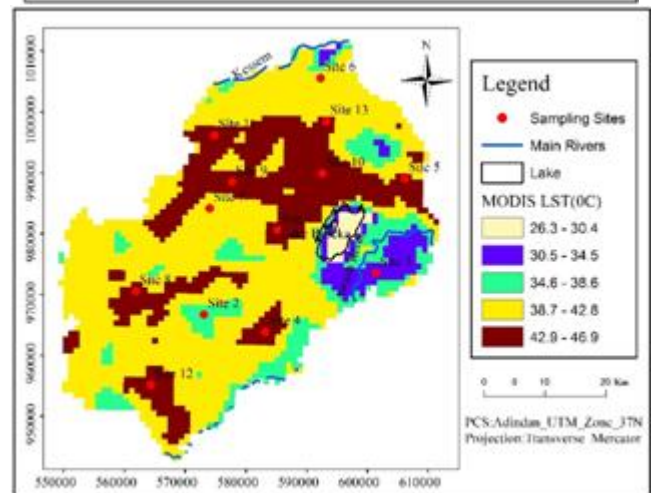 1010000
1000000
990000
980000
970000
960000
950000
550000
560000
570000
580000
590000
600000
610000
Kessem
N
Site 6
Site 13
Site
10
Site 5
Site
Site 2
12
Legend
Sampling Sites
Main Rivers
Lake
MODIS LST(0C)
26.3 - 30.4
30.5 - 34.5
34.6 - 38.6
38.7 - 42.8
42.9 - 46.9
0 10 20 Km
PCS:Adindan_UTM_Zone_37N
Projection:Transverse Mercator